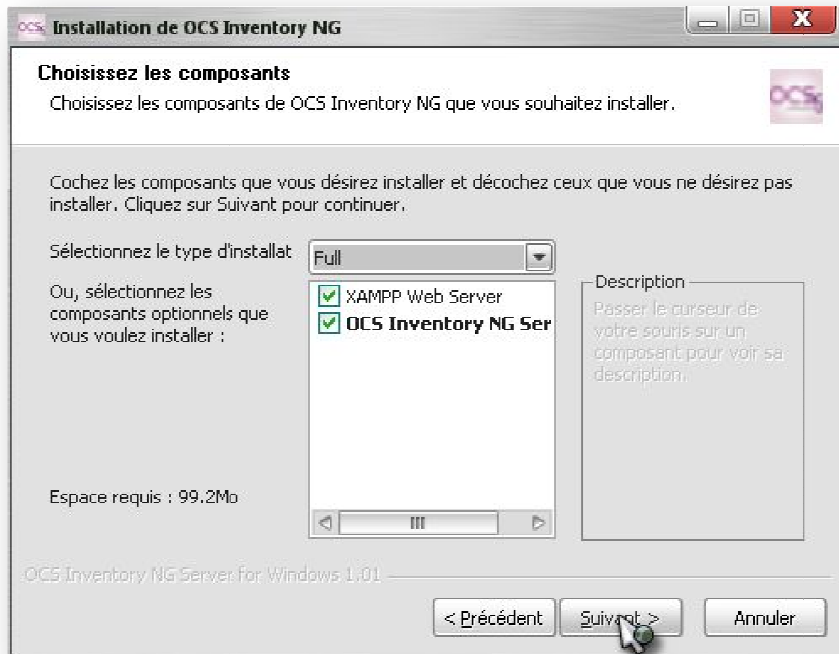 OCS
Installation de OCS Inventory NG
X
Choisissez les composants
Choisissez les composants de OCS Inventory NG que vous souhaitez installer.
OCS
Cochez les composants que vous désirez installer et décochez ceux que vous ne désirez pas
installer. Cliquez sur Suivant pour continuer.
Sélectionnez le type d'installat
Full
Ou, sélectionnez les
composants optionnels que
vous voulez installer :
XAMPP Web Server
OCS Inventory NG Ser
Description
Passer le curseur de
votre souris sur un
composant pour voir sa
description.
Espace requis : 99.2Mo
OCS Inventory NG Server for Windows 1.01
< Précédent
Suivant >
Annuler